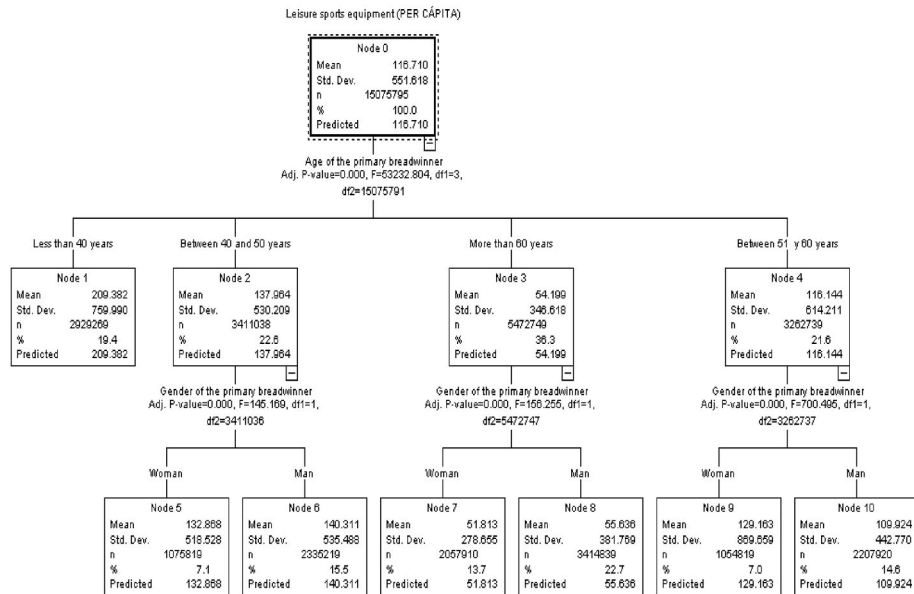 Leisure sports equipment (PER CÁPITA)
Node 0
Mean 116.710
Std. Dev. 551.618
n 15075795
% 100.0
Predicted 116.710
Age of the primary breadwinner
Adj. P-value=0.000, F=53232.804, df1=3,
df2=15075791
Less than 40 years
Node 1
Mean 209.382
Std. Dev. 759.990
n 2929269
% 19.4
Predicted 209.382
Between 40 and 50 years
Node 2
Mean 137.964
Std. Dev. 530.209
n 3411038
% 22.6
Predicted 137.964
Gender of the primary breadwinner
Adj. P-value=0.000, F=145.169, df1=1,
df2=3411036
More than 60 years
Node 3
Mean 54.199
Std. Dev. 346.618
n 5472749
% 36.3
Predicted 54.199
Gender of the primary breadwinner
Adj. P-value=0.000, F=156.255, df1=1,
df2=5472747
Between 51 y 60 years
Node 4
Mean 116.144
Std. Dev. 614.211
n 3262739
% 21.6
Predicted 116.144
Gender of the primary breadwinner
Adj. P-value=0.000, F=700.495, df1=1,
df2=3262737
Woman
Node 5
Mean 132.868
Std. Dev. 518.528
n 1075819
% 7.1
Predicted 132.868
Man
Node 6
Mean 140.311
Std. Dev. 535.488
n 2335219
% 15.5
Predicted 140.311
Woman
Node 7
Mean 51.813
Std. Dev. 278.655
n 2057910
% 13.7
Predicted 51.813
Man
Node 8
Mean 55.636
Std. Dev. 381.769
n 3414839
% 22.7
Predicted 55.636
Woman
Node 9
Mean 129.163
Std. Dev. 869.659
n 1054819
% 7.0
Predicted 129.163
Man
Node 10
Mean 109.924
Std. Dev. 442.770
n 2207920
% 14.6
Predicted 109.924